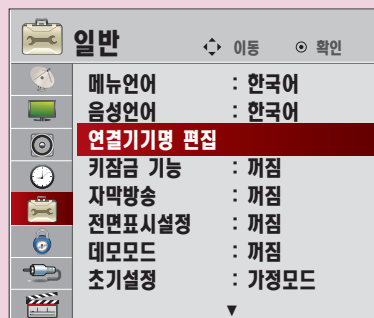 일반 이동 확인
메뉴언어 : 한국어
음성언어 : 한국어
연결기기명 편집
키잠금 기능 : 꺼짐
자막방송 : 꺼짐
전면표시설정 : 꺼짐
데모모드 : 꺼짐
초기설정 : 가정모드